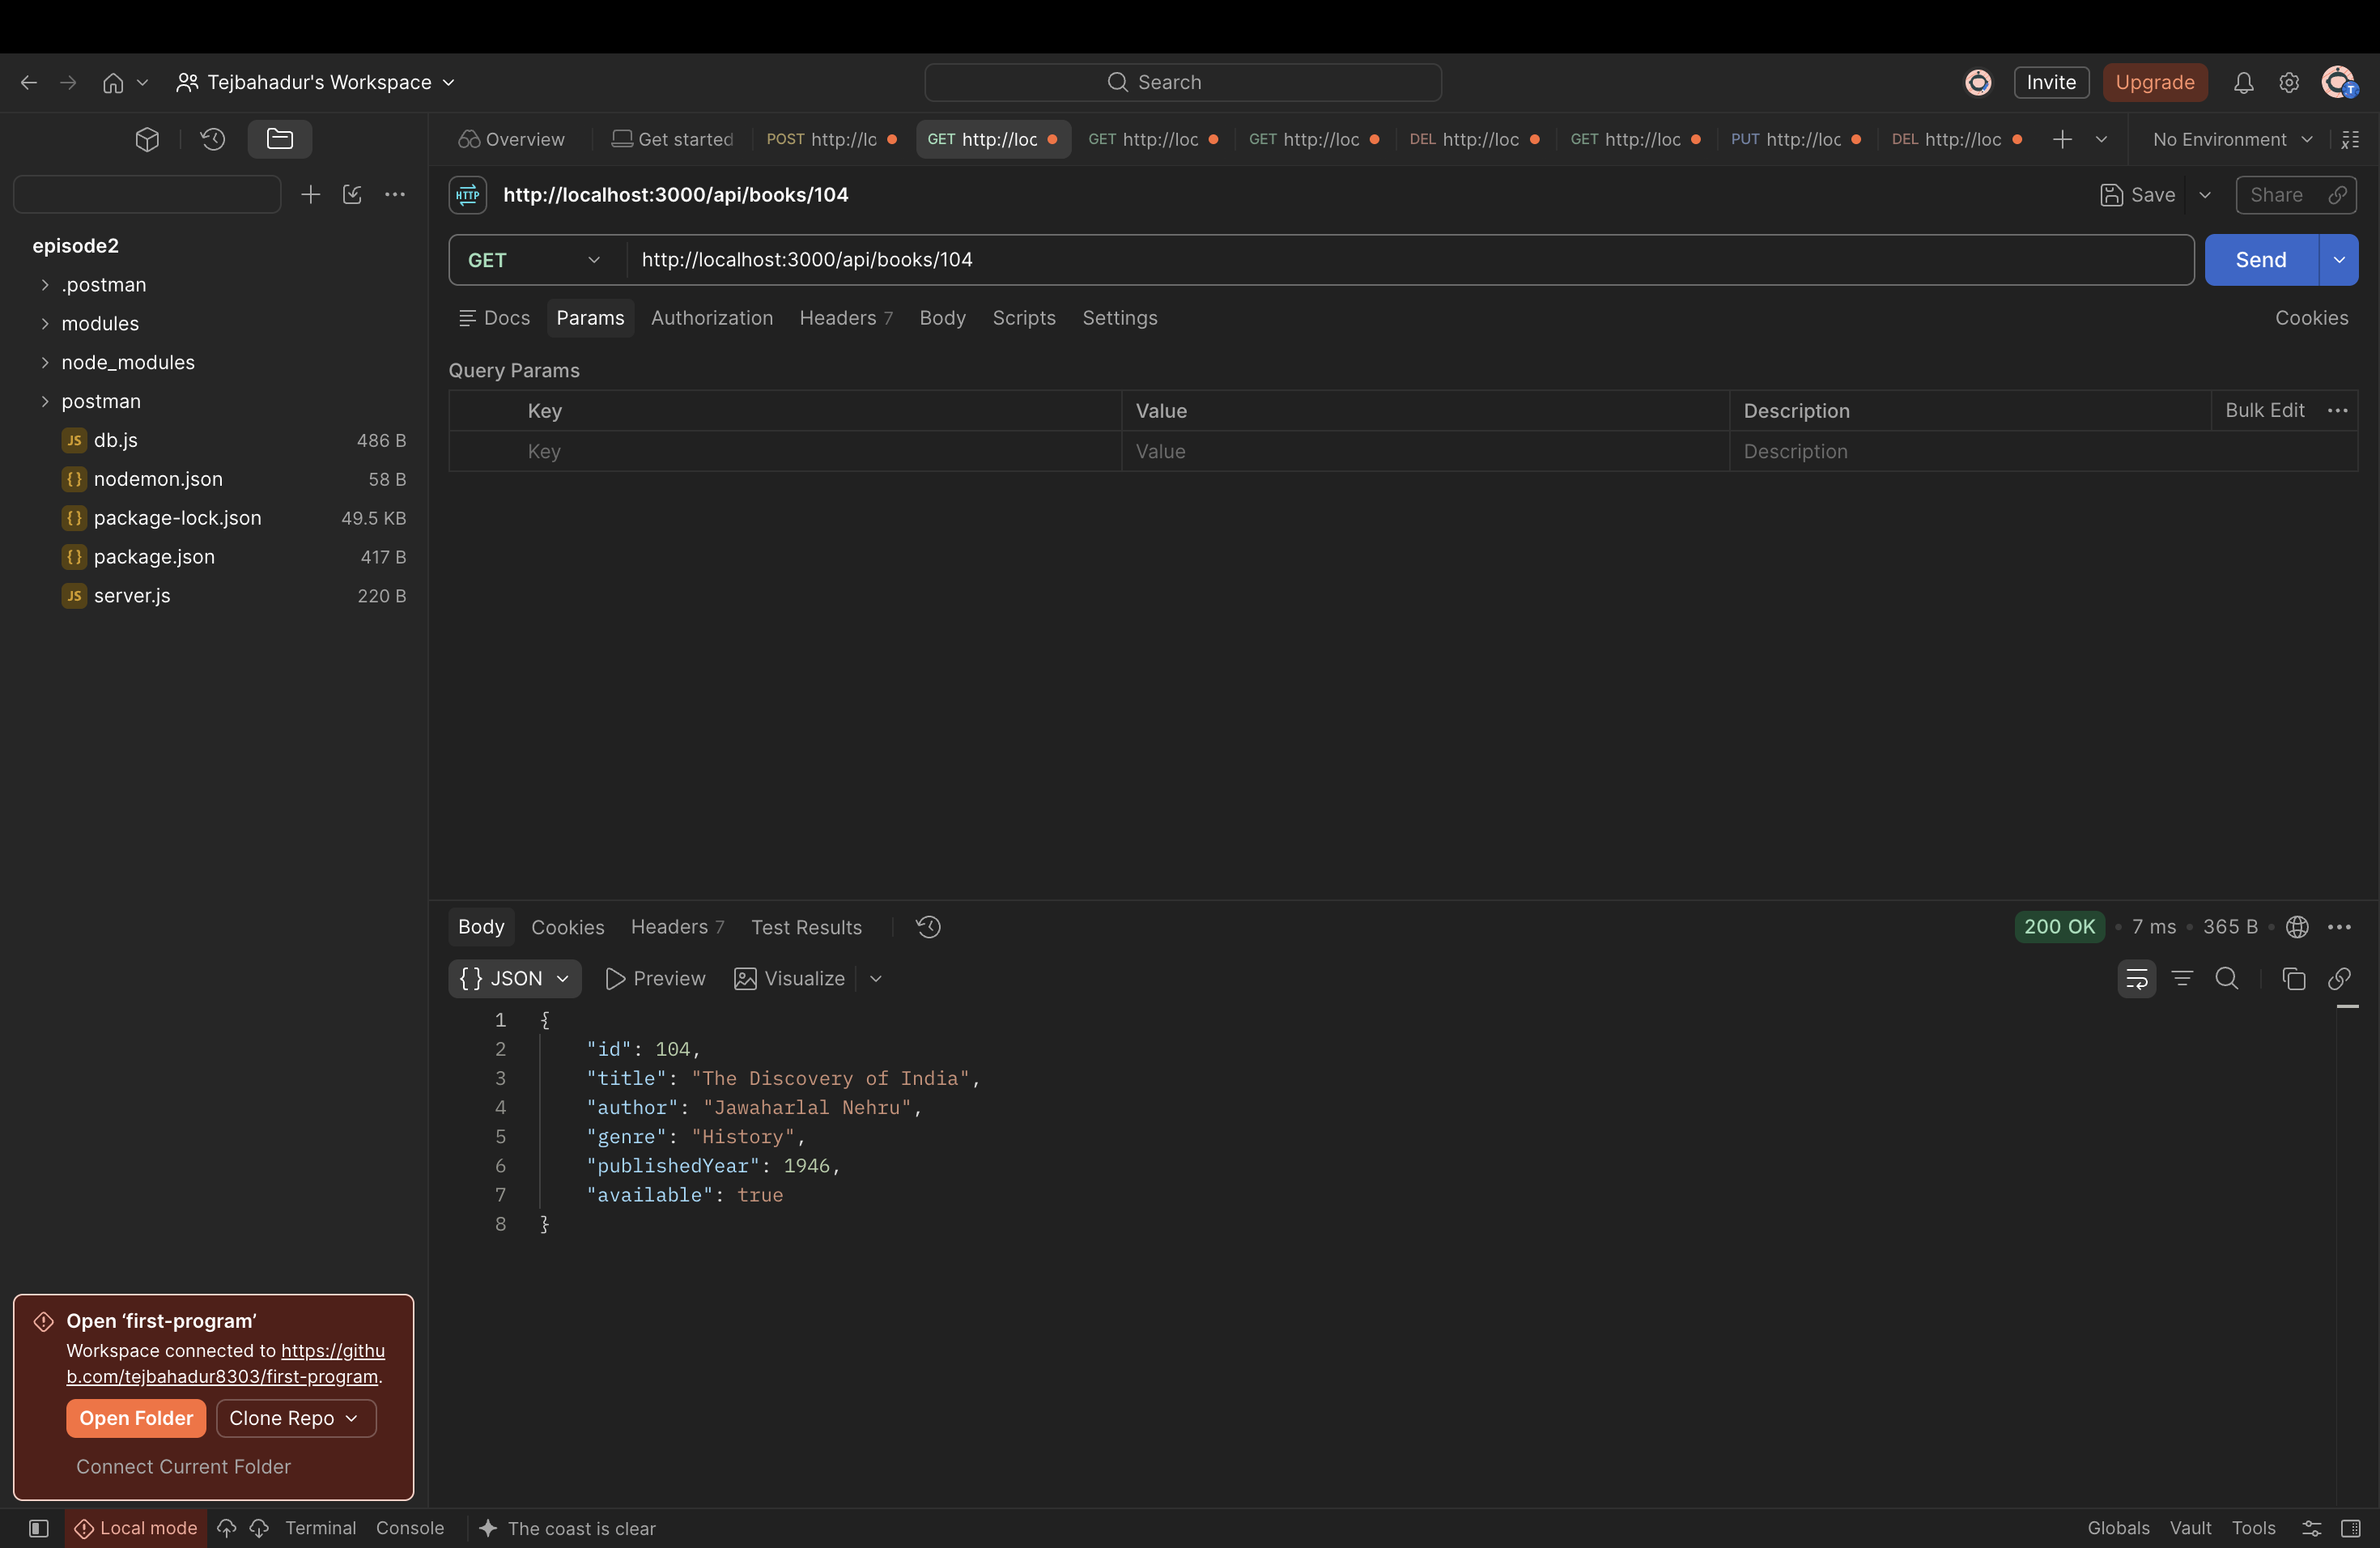 Tejbahadur's Workspace
Search
Invite
Upgrade
T
Overview
Get started
POST http://lc
GET http://loc
GET http://loc
GET http://loc
DEL http://loc
GET http://loc
PUT http://loc
DEL http://loc
No Environment
HTTP http://localhost:3000/api/books/104
Save
Share
episode2
.postman
modules
node_modules
postman
JS db.js 486 B
{} nodemon.json 58 B
{} package-lock.json 49.5 KB
{} package.json 417 B
JS server.js 220 B
GET http://localhost:3000/api/books/104
Send
Docs Params Authorization Headers 7 Body Scripts Settings Cookies
Query Params
Key Value Description Bulk Edit
Key Value Description
Body Cookies Headers 7 Test Results
200 OK • 7 ms • 365 B
{} JSON Preview Visualize
1 {
2 "id": 104,
3 "title": "The Discovery of India",
4 "author": "Jawaharlal Nehru",
5 "genre": "History",
6 "publishedYear": 1946,
7 "available": true
8 }
Open ‘first-program’
Workspace connected to https://githu
b.com/tejbahadur8303/first-program.
Open Folder Clone Repo
Connect Current Folder
Local mode Terminal Console The coast is clear
Globals Vault Tools